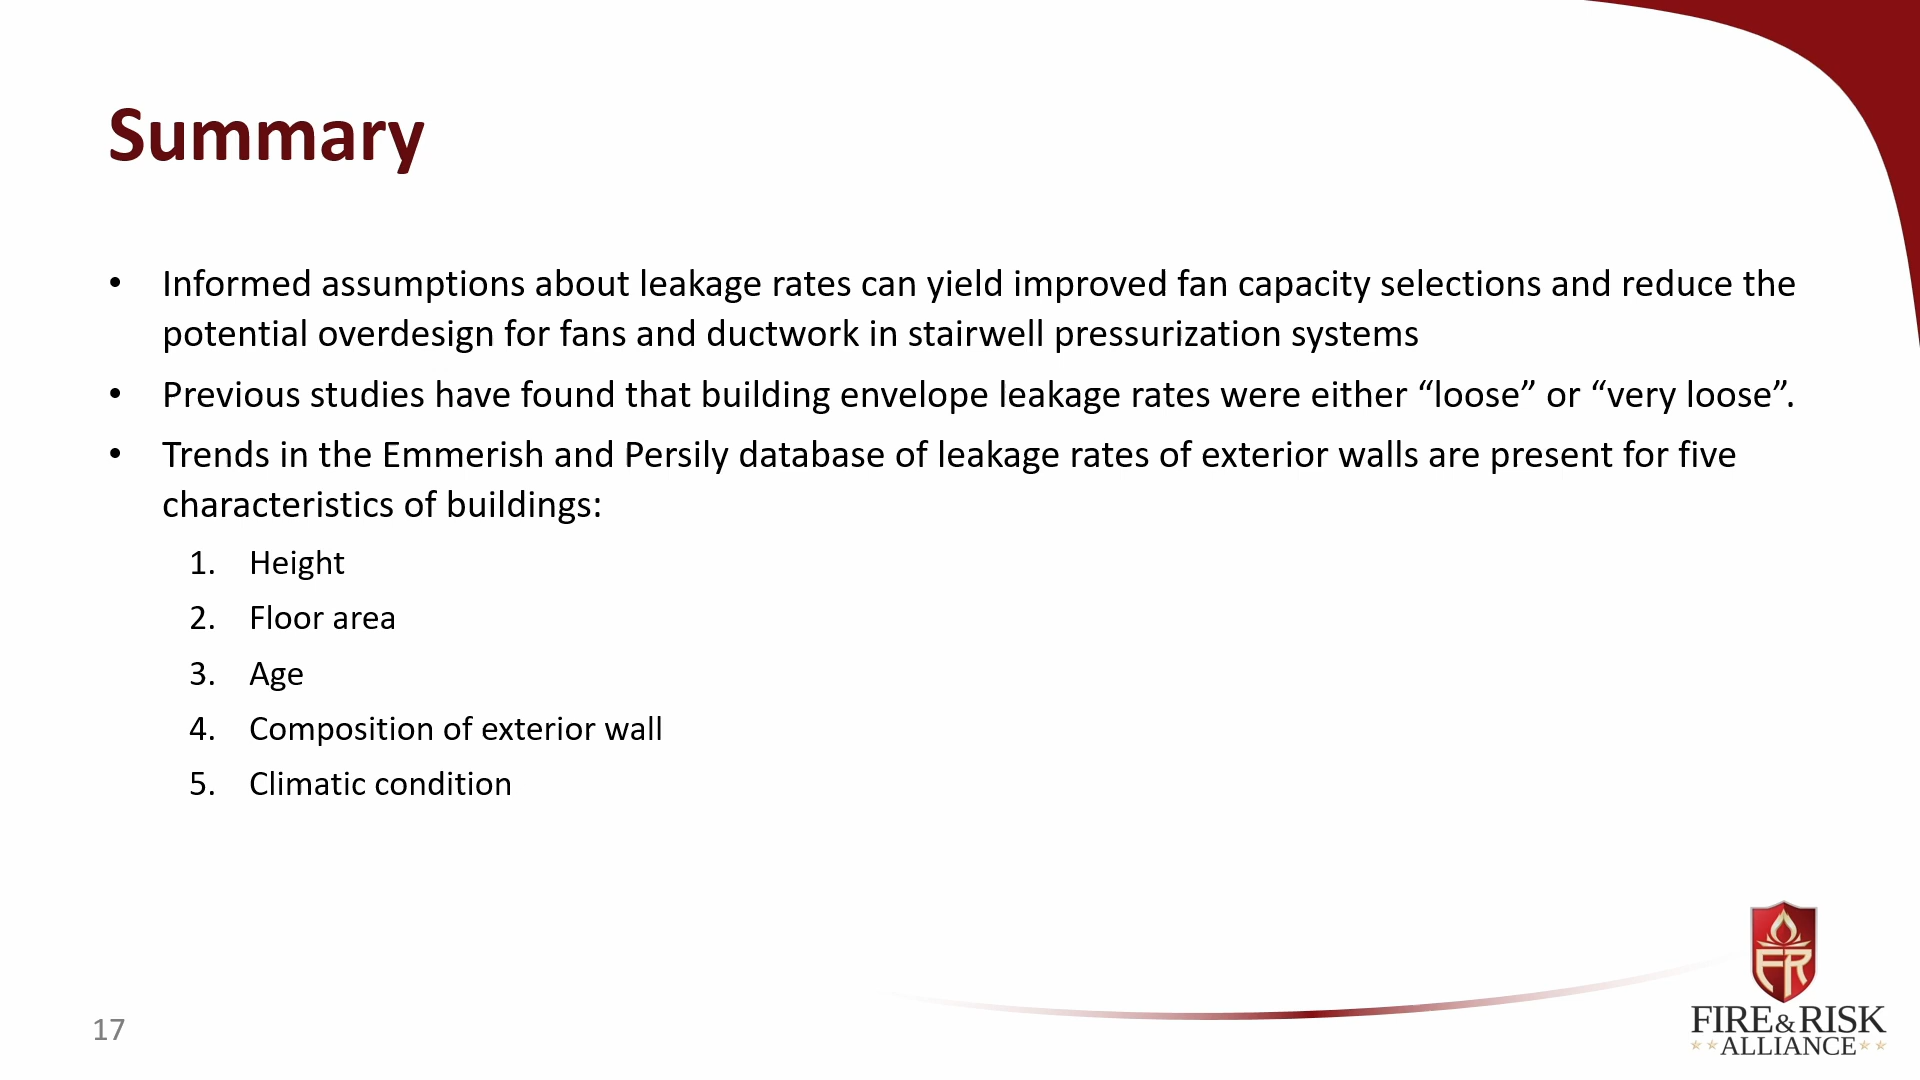 Summary
• Informed assumptions about leakage rates can yield improved fan capacity selections and reduce the
potential overdesign for fans and ductwork in stairwell pressurization systems
• Previous studies have found that building envelope leakage rates were either “loose” or “very loose”.
• Trends in the Emmerish and Persily database of leakage rates of exterior walls are present for five
characteristics of buildings:
1. Height
2. Floor area
3. Age
4. Composition of exterior wall
5. Climatic condition
17
FR
FIRE & RISK
ALLIANCE